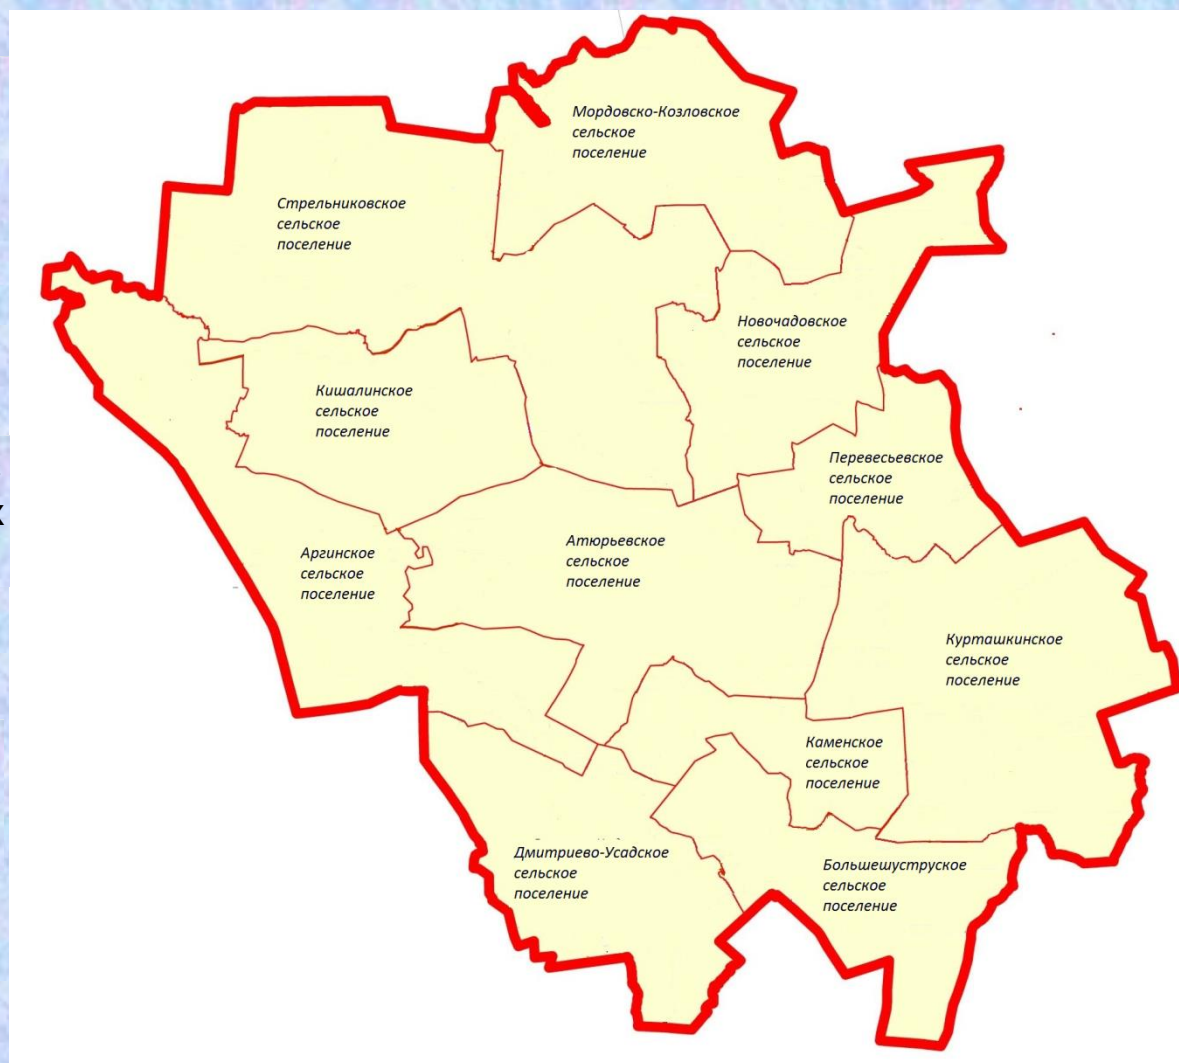 Мордовско-Козловское
сельское
поселение
Стрельниковское
сельское
поселение
Новочадовское
сельское
поселение
Кишалинское
сельское
поселение
Перевесьевское
сельское
поселение
х
Аргинское
сельское
поселение
Атюрьевское
сельское
поселение
Курташкинское
сельское
поселение
Каменское
сельское
поселение
Дмитриево-Усадское
сельское
поселение
Большешуструское
сельское
поселение